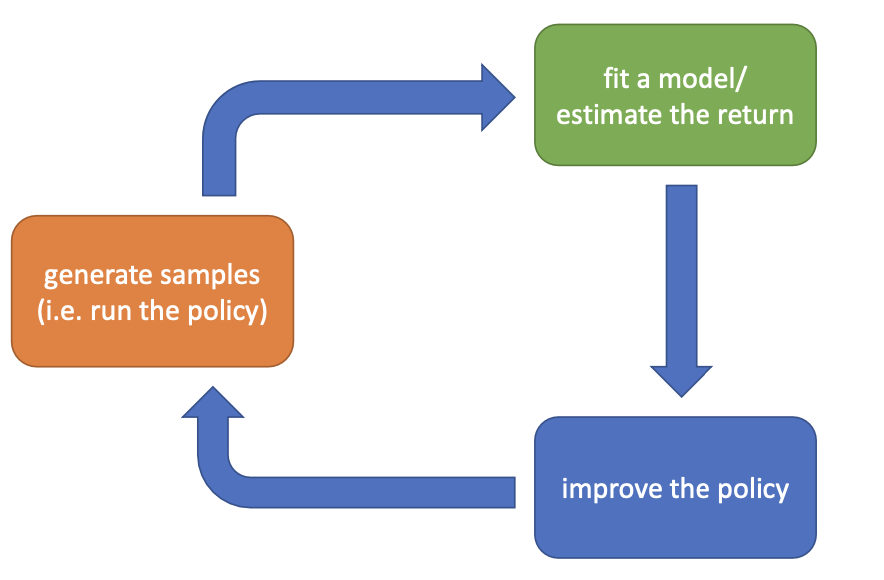 fit a model/
estimate the return
generate samples
(i.e. run the policy)
improve the policy